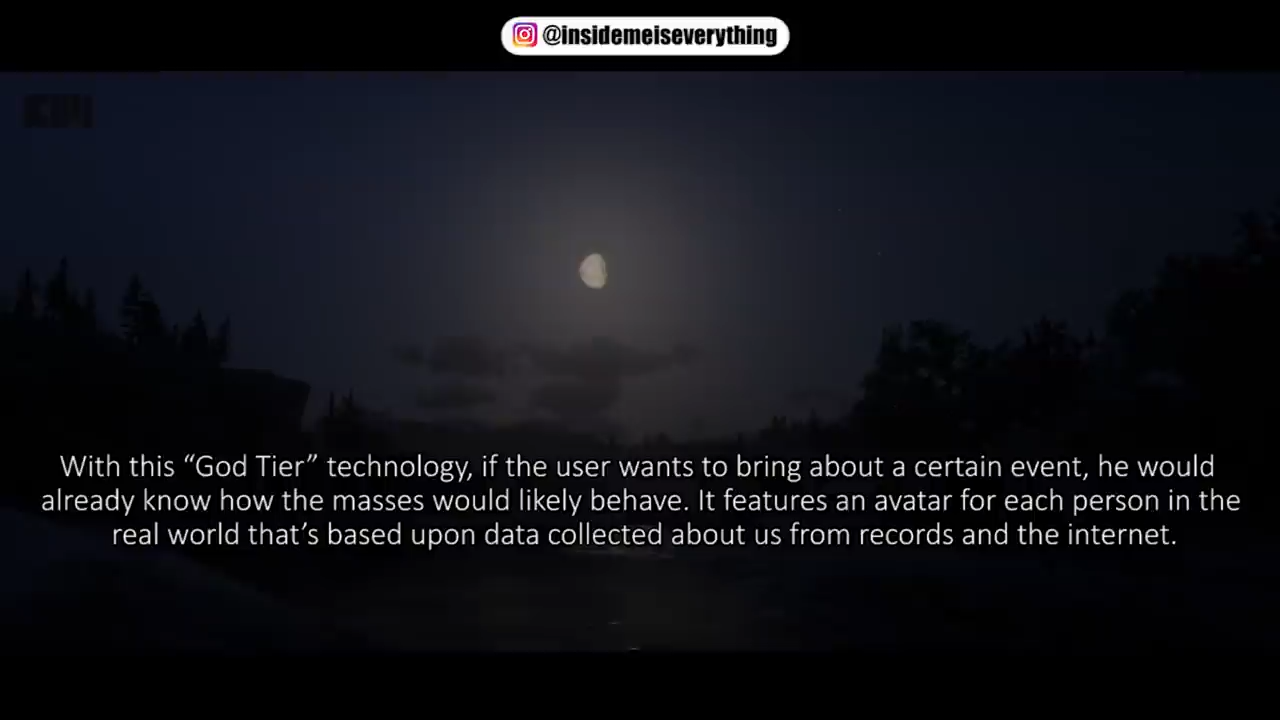 @insidemeiseverything
With this “God Tier” technology, if the user wants to bring about a certain event, he would
already know how the masses would likely behave. It features an avatar for each person in the
real world that’s based upon data collected about us from records and the internet.